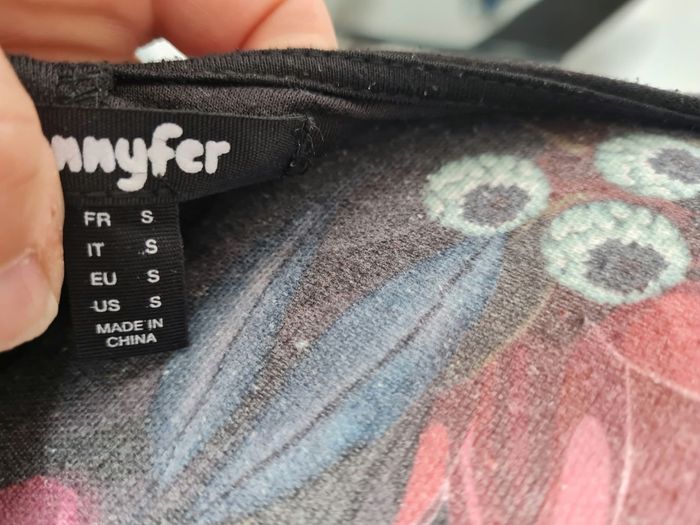 nnyfer
FR S
IT S
EU S
US S
MADE IN
CHINA